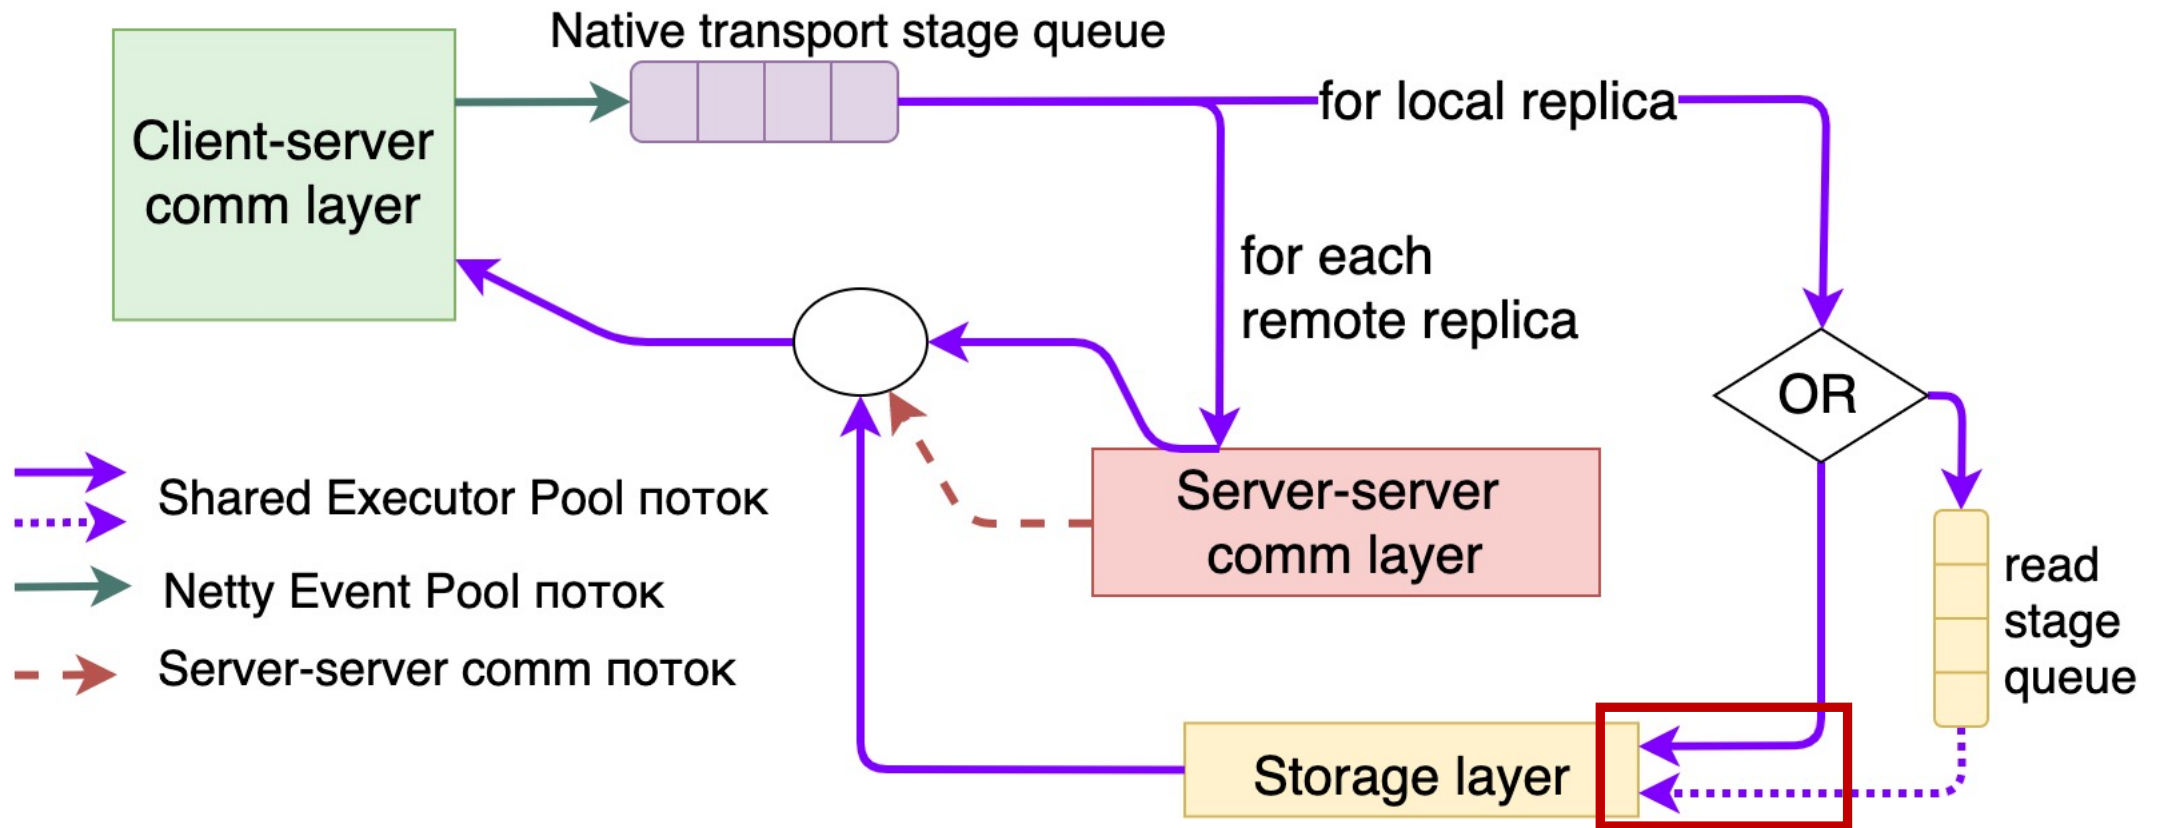 Native transport stage queue
Client-server
comm layer
for local replica
for each
remote replica
OR
Server-server
comm layer
read
stage
queue
Storage layer
Shared Executor Pool поток
Netty Event Pool поток
Server-server comm поток